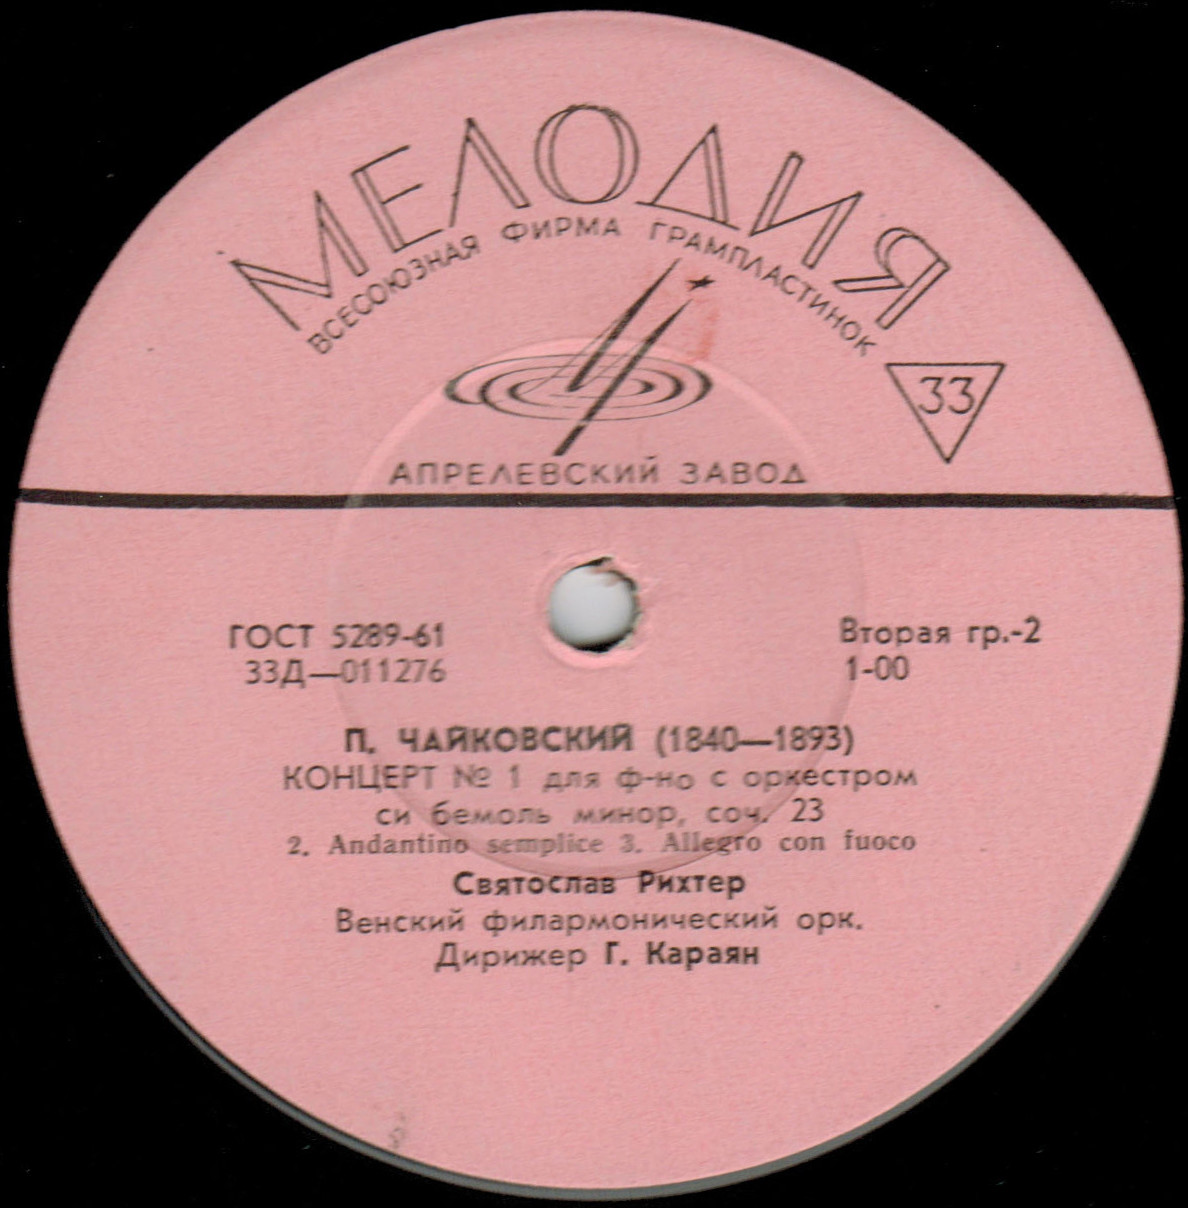 МЕЛОДИЯ
ВСЕСОЮЗНАЯ ФИРМА ГРАМПЛАСТИНОК
33
АПРЕЛЕВСКИЙ ЗАВОД
ГОСТ 5289-61
33Д—011276
Вторая гр.-2
1-00
П. ЧАЙКОВСКИЙ (1840—1893)
КОНЦЕРТ № 1 для ф-но с оркестром
си бемоль минор, соч. 23
2. Andantino semplice 3. Allegro con fuoco
Святослав Рихтер
Венский филармонический орк.
Дирижер Г. Караян